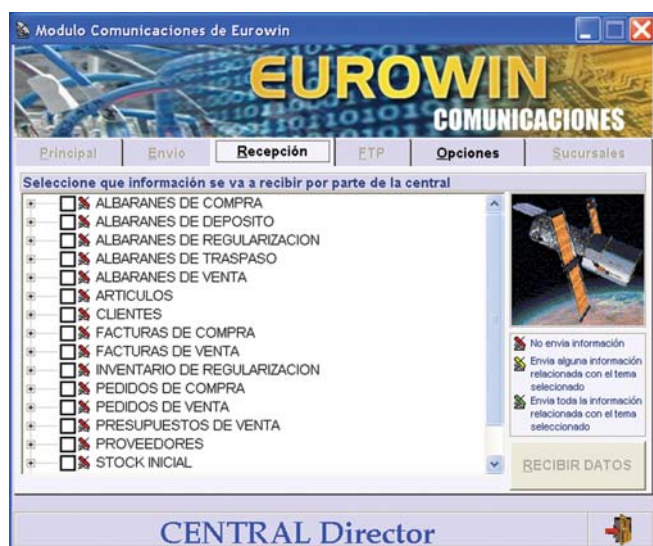 Modulo Comunicaciones de Eurowin
EUROWIN
COMUNICACIONES
Principal
Envio
Recepción
FTP
Opciones
Sucursales
Seleccione que información se va a recibir por parte de la central
ALBARANES DE COMPRA
ALBARANES DE DEPOSITO
ALBARANES DE REGULARIZACION
ALBARANES DE TRASPASO
ALBARANES DE VENTA
ARTICULOS
CLIENTES
FACTURAS DE COMPRA
FACTURAS DE VENTA
INVENTARIO DE REGULARIZACION
PEDIDOS DE COMPRA
PEDIDOS DE VENTA
PRESUPUESTOS DE VENTA
PROVEEDORES
STOCK INICIAL
No envia información
Envia alguna información
relacionada con el tema
selecionado
Envia toda la información
relacionada con el tema
seleccionado
RECIBIR DATOS
CENTRAL Director